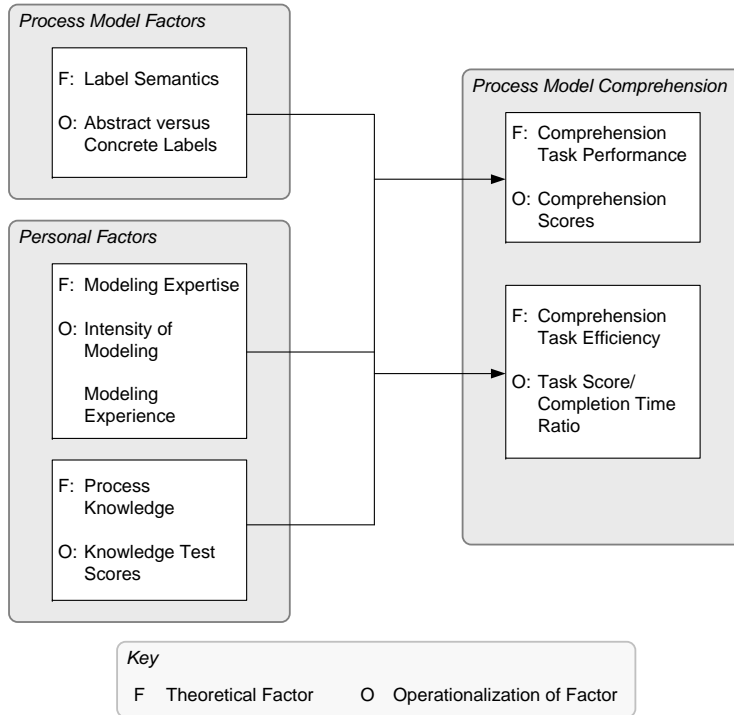 Process Model Factors
F: Label Semantics
O: Abstract versus
Concrete Labels
Personal Factors
F: Modeling Expertise
O: Intensity of
Modeling
Modeling
Experience
F: Process
Knowledge
O: Knowledge Test
Scores
Process Model Comprehension
F: Comprehension
Task Performance
O: Comprehension
Scores
F: Comprehension
Task Efficiency
O: Task Score/
Completion Time
Ratio
Key
F Theoretical Factor O Operationalization of Factor